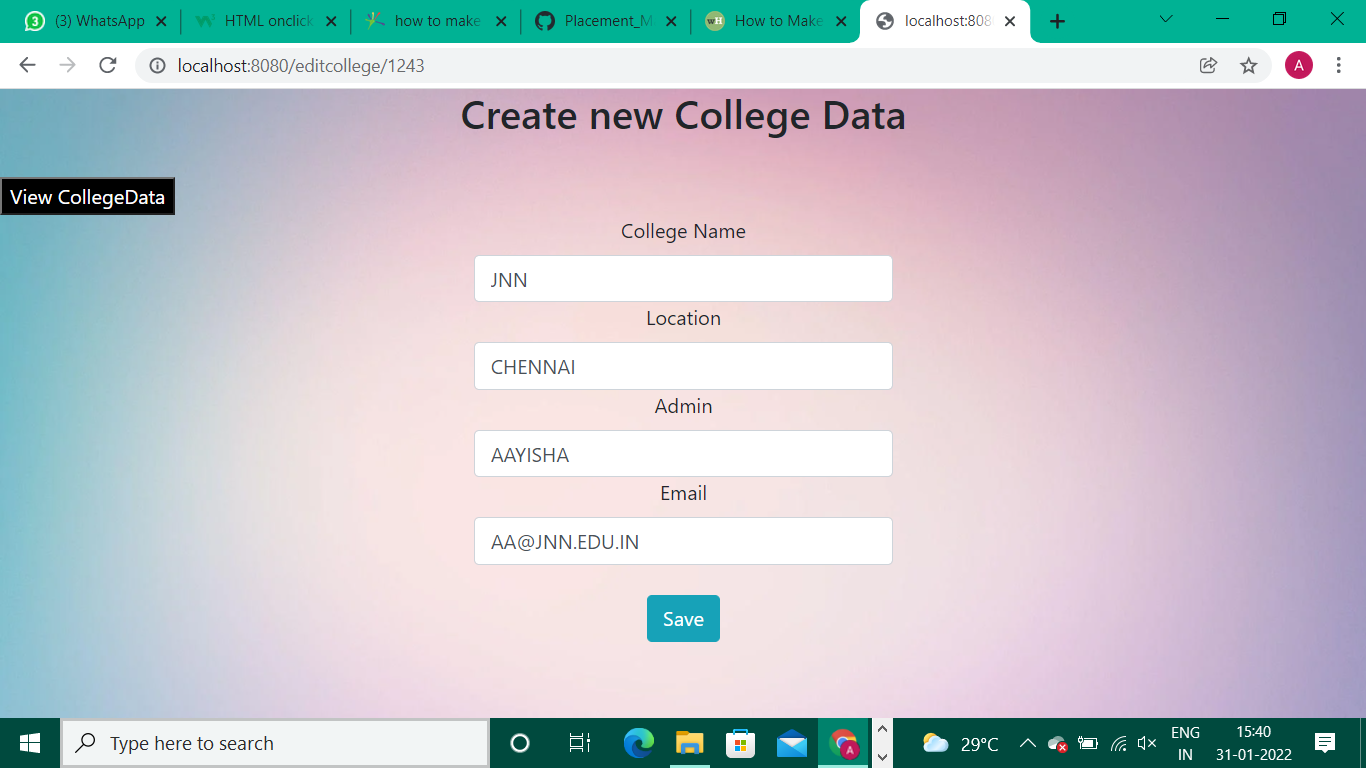 (3) WhatsApp
HTML onclick
how to make
Placement_M
How to Make
localhost:808
localhost:8080/editcollege/1243
A
Create new College Data
View CollegeData
College Name
JNN
Location
CHENNAI
Admin
AAYISHA
Email
AA@JNN.EDU.IN
Save
Type here to search
29°C
ENG
IN
15:40
31-01-2022